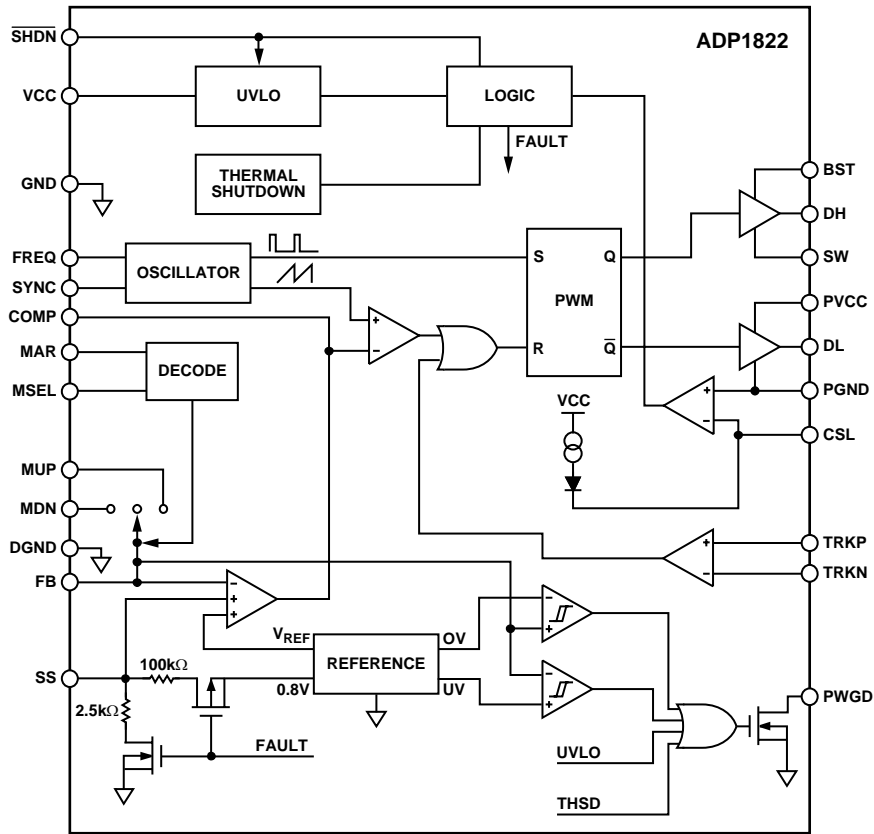 SHDN
ADP1822
VCC
UVLO
LOGIC
FAULT
GND
THERMAL
SHUTDOWN
BST
DH
SW
FREQ
SYNC
OSCILLATOR
S
Q
PWM
R
Q
PVCC
DL
COMP
+
–
MAR
MSEL
DECODE
PGND
CSL
+
–
VCC
MUP
MDN
DGND
FB
TRKP
TRKN
+
–
–
+
+
VREF
REFERENCE
OV
UV
0.8V
–
+
–
+
SS
100kΩ
2.5kΩ
PWGD
FAULT
UVLO
THSD